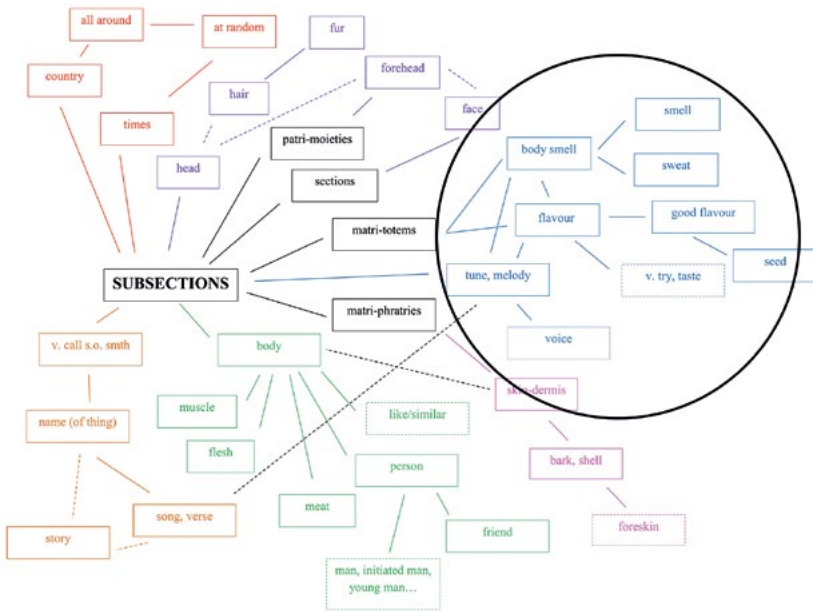 all around
at random
fur
country
forehead
hair
face
times
smell
patri-moieties
body smell
head
sweat
sections
flavour
good flavour
matri-totems
SUBSECTIONS
tune, melody
v. try, taste
seed
matri-phratries
v. call s.o. smth
body
voice
skin-dermis
muscle
like/similar
name (of thing)
flesh
person
bark, shell
meat
song, verse
foreskin
story
friend
man, initiated man,
young man…